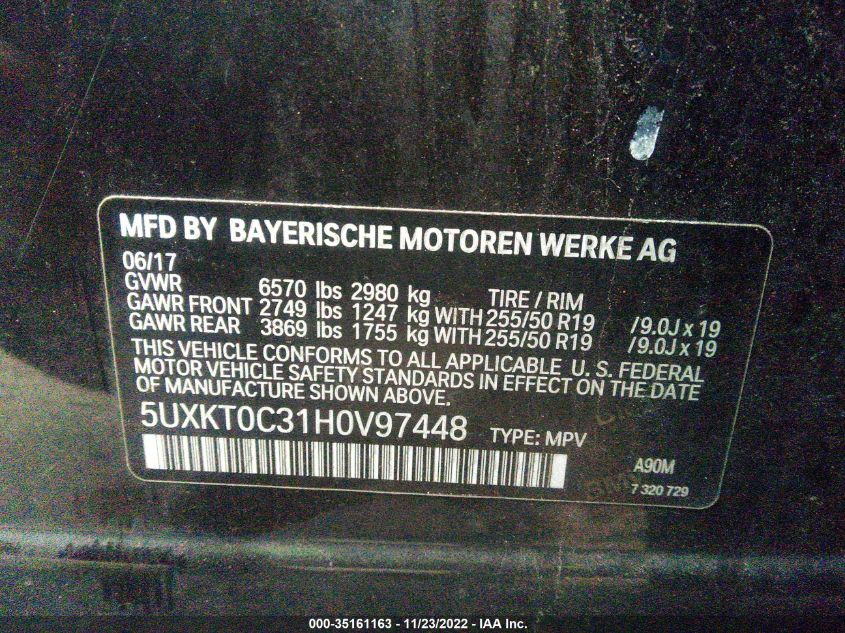 MFD BY BAYERISCHE MOTOREN WERKE AG
06/17
GVWR 6570 lbs 2980 kg TIRE / RIM
GAWR FRONT 2749 lbs 1247 kg WITH 255/50 R19 /9.0J x 19
GAWR REAR 3869 lbs 1755 kg WITH 255/50 R19 /9.0J x 19
THIS VEHICLE CONFORMS TO ALL APPLICABLE U. S. FEDERAL
MOTOR VEHICLE SAFETY STANDARDS IN EFFECT ON THE DATE
OF MANUFACTURE SHOWN ABOVE.
5UXKT0C31H0V97448 TYPE: MPV
A90M
7 320 729
000-35161163 - 11/23/2022 - IAA Inc.